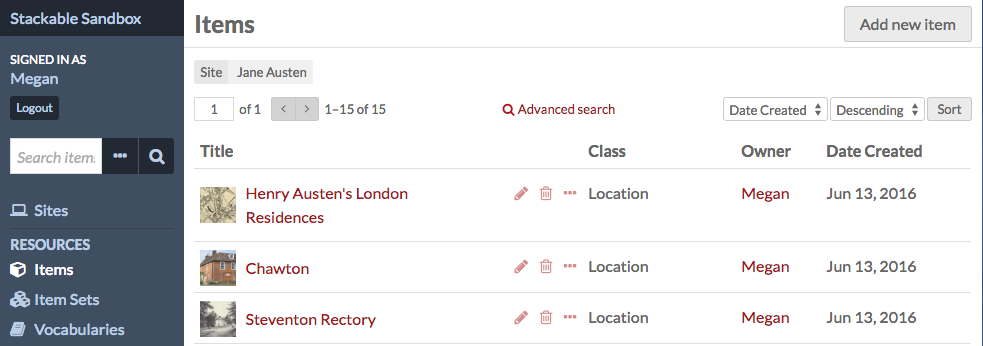 Stackable Sandbox
SIGNED IN AS
Megan
Logout
Search item
Sites
RESOURCES
Items
Item Sets
Vocabularies
Items
Add new item
Site Jane Austen
1 of 1 < > 1–15 of 15 Advanced search Date Created Descending Sort
Title Class Owner Date Created
Henry Austen's London Location Megan Jun 13, 2016
Residences
Chawton Location Megan Jun 13, 2016
Steventon Rectory Location Megan Jun 13, 2016